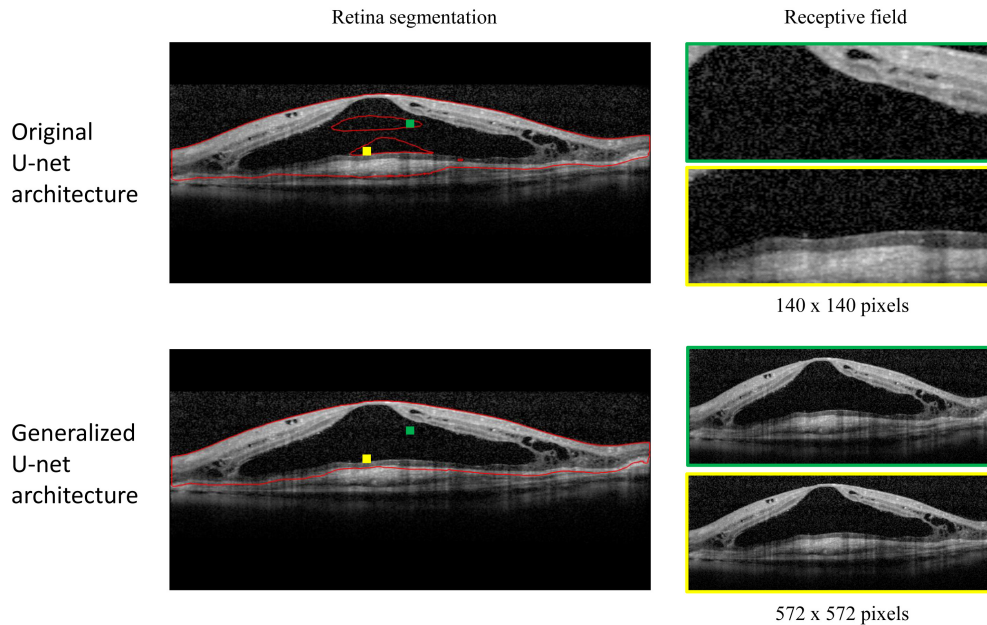 Retina segmentation
Receptive field
Original
U-net
architecture
140 x 140 pixels
Generalized
U-net
architecture
572 x 572 pixels